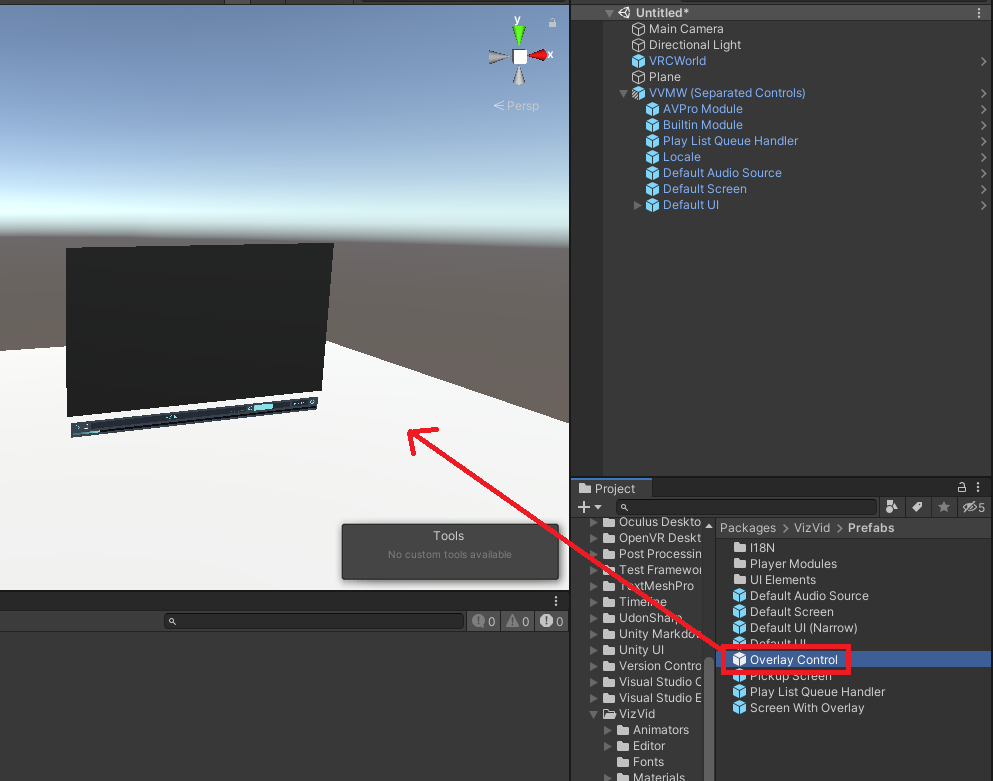 y
x
Persp
Tools
No custom tools available
0
0
0
Untitled*
Main Camera
Directional Light
VRCWorld
Plane
VVMW (Separated Controls)
AVPro Module
Builtin Module
Play List Queue Handler
Locale
Default Audio Source
Default Screen
Default UI
Project
5
Oculus Deskto
OpenVR Deskt
Post Processin
Test Framewor
TextMeshPro
Timeline
UdonSharp
Unity Markdo
Unity UI
Version Contro
Visual Studio C
Visual Studio E
VizVid
Animators
Editor
Fonts
Materials
Packages > VizVid > Prefabs
I18N
Player Modules
UI Elements
Default Audio Source
Default Screen
Default UI (Narrow)
Default UI
Overlay Control
Pickup Screen
Play List Queue Handler
Screen With Overlay